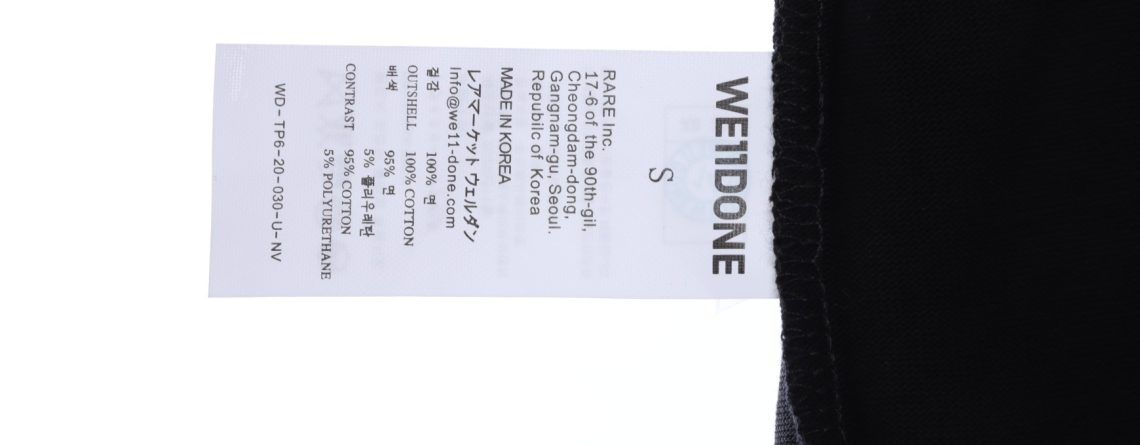 WE11DONE
S
RARE Inc.
17-6 of the 90th-gil,
Cheongdam-dong,
Gangnam-gu, Seoul.
Republic of Korea
MADE IN KOREA
レアマーケット ウェルダン
Info@we11-done.com
겉감 100% 면
OUTSHELL 100% COTTON
배색 95% 면
5% 폴리우레탄
CONTRAST 95% COTTON
5% POLYURETHANE
WD-TP6-20-030-U-NV